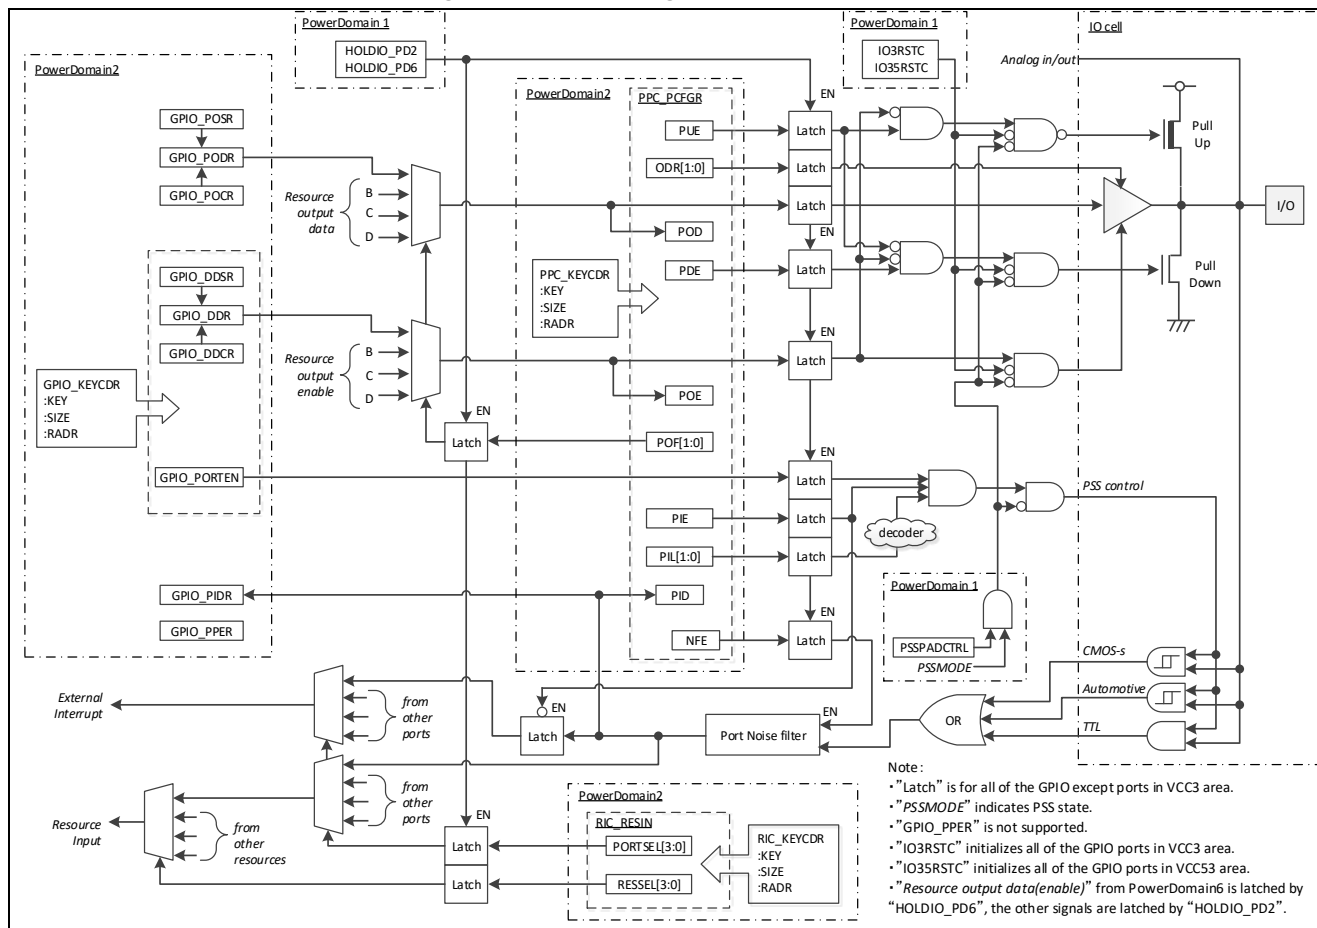 PowerDomain 1
HOLDIO_PD2
HOLDIO_PD6
PowerDomain 1
IO3RSTC
IO35RSTC
IO cell
Analog in/out
PowerDomain2
GPIO_POSR
GPIO_PODR
GPIO_POCR
Resource
output
data
B
C
D
GPIO_DDSR
GPIO_DDR
GPIO_DDCR
Resource
output
enable
B
C
D
GPIO_KEYCDR
:KEY
:SIZE
:RADR
GPIO_PORTEN
GPIO_PIDR
GPIO_PPER
EN
Latch
PowerDomain2
PPC_PCFGR
PUE
ODR[1:0]
POD
PDE
PPC_KEYCDR
:KEY
:SIZE
:RADR
POE
POF[1:0]
PIE
PIL[1:0]
PID
NFE
EN
Latch
Latch
Latch
EN
Latch
EN
Latch
EN
Latch
Latch
Latch
EN
Latch
Pull
Up
I/O
Pull
Down
PSS control
decoder
PowerDomain 1
PSSPADCTRL
PSSMODE
CMOS-s
Automotive
TTL
OR
EN
Port Noise filter
EN
Latch
External
Interrupt
from
other
ports
from
other
ports
Resource
Input
from
other resources
EN
Latch
Latch
PowerDomain2
RIC_RESIN
PORTSEL[3:0]
RESSEL[3:0]
RIC_KEYCDR
:KEY
:SIZE
:RADR
Note :
・"Latch" is for all of the GPIO except ports in VCC3 area.
・"PSSMODE" indicates PSS state.
・"GPIO_PPER" is not supported.
・"IO3RSTC" initializes all of the GPIO ports in VCC3 area.
・"IO35RSTC" initializes all of the GPIO ports in VCC53 area.
・"Resource output data(enable)" from PowerDomain6 is latched by
"HOLDIO_PD6", the other signals are latched by "HOLDIO_PD2".